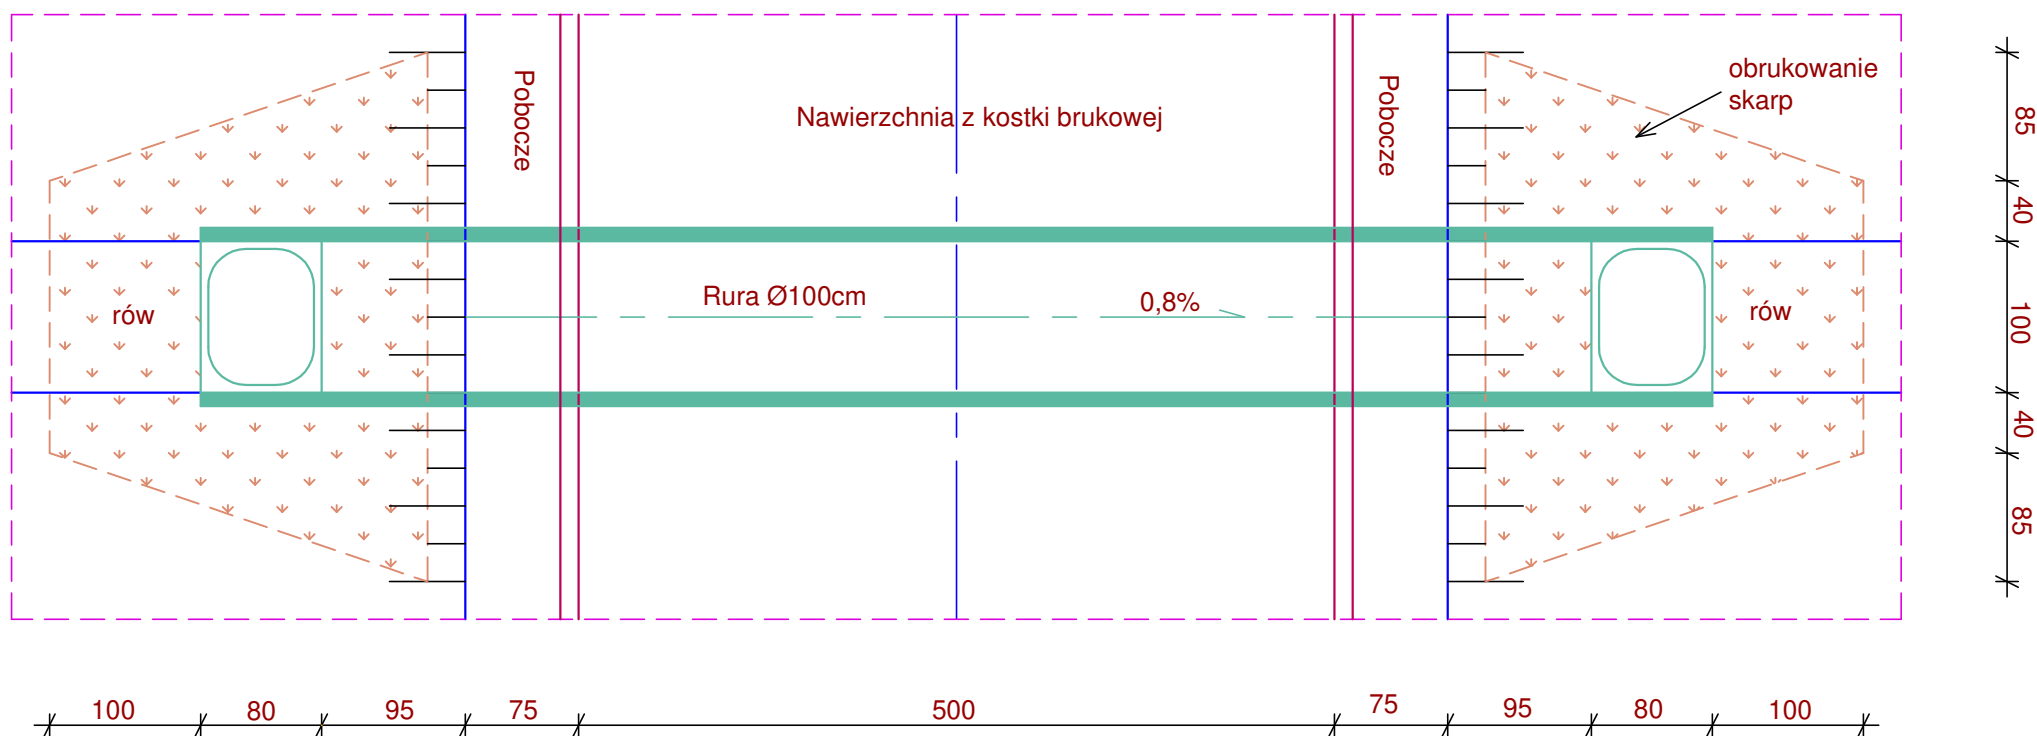 Pobocze
Nawierzchnia z kostki brukowej
Pobocze
obrukowanie
skarp
85
40
100
40
85
rów
Rura Ø100cm
0,8%
rów
100
80
95
75
500
75
95
80
100